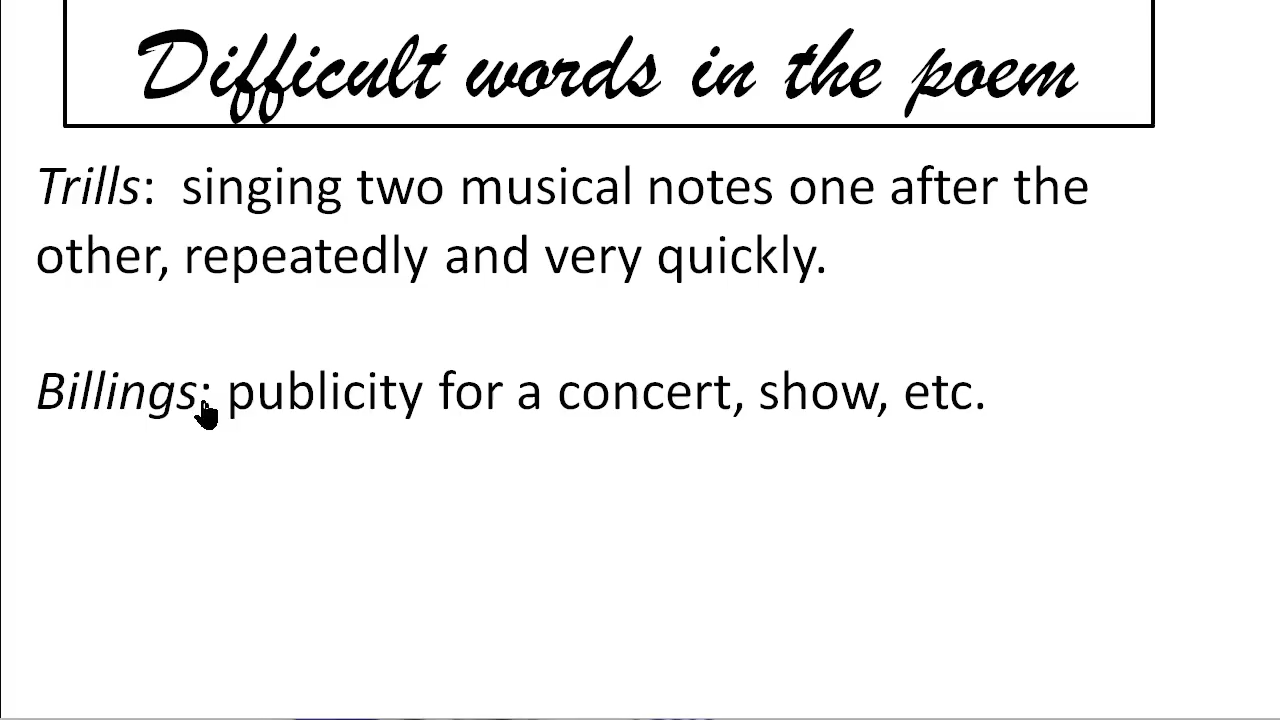 Difficult words in the poem
Trills: singing two musical notes one after the
other, repeatedly and very quickly.
Billings: publicity for a concert, show, etc.